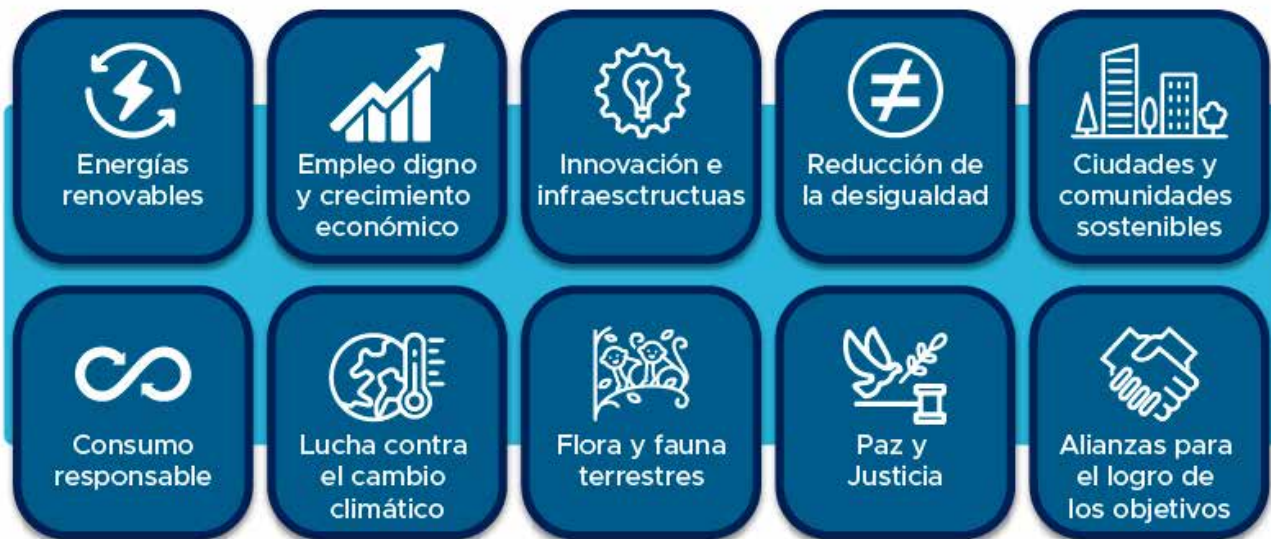 Energías
renovables
Empleo digno
y crecimiento
económico
Innovación e
infraesctructuas
Reducción de
la desigualdad
Ciudades y
comunidades
sostenibles
Consumo
responsable
Lucha contra
el cambio
climático
Flora y fauna
terrestres
Paz y
Justicia
Alianzas para
el logro de
los objetivos